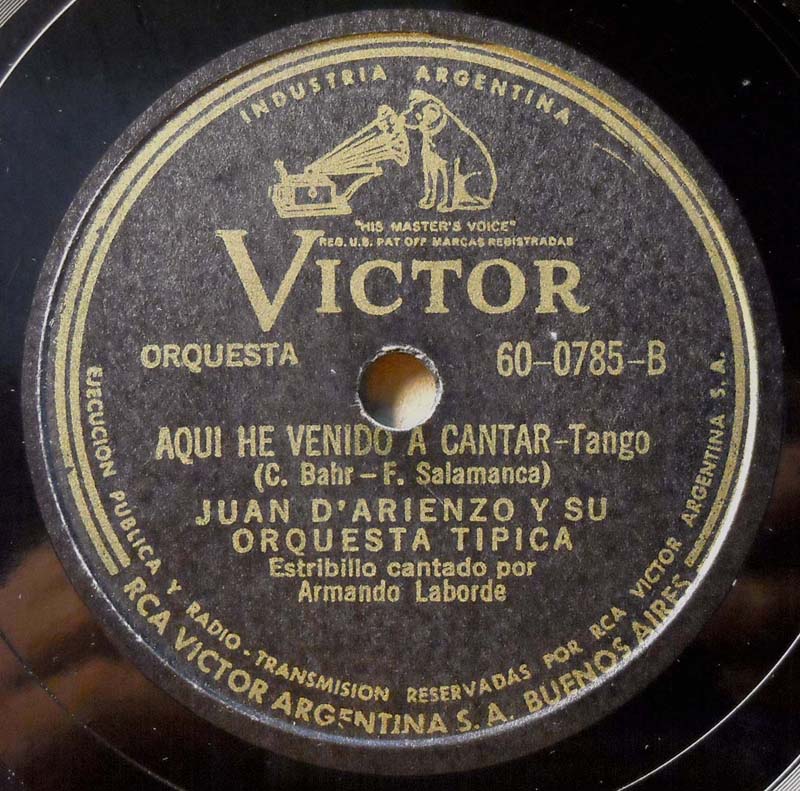 INDUSTRIA ARGENTINA
"HIS MASTER'S VOICE"
REG. U.S. PAT OFF MARCAS REGISTRADAS
VICTOR
ORQUESTA
60-0785-B
AQUI HE VENIDO A CANTAR-Tango
(C. Bahr-F. Salamanca)
JUAN D'ARIENZO Y SU
ORQUESTA TIPICA
Estribillo cantado por
Armando Laborde
EJECUCION PUBLICA Y RADIO-TRANSMISION RESERVADAS POR RCA VICTOR ARGENTINA S. A.
RCA VICTOR ARGENTINA S. A. BUENOS AIRES